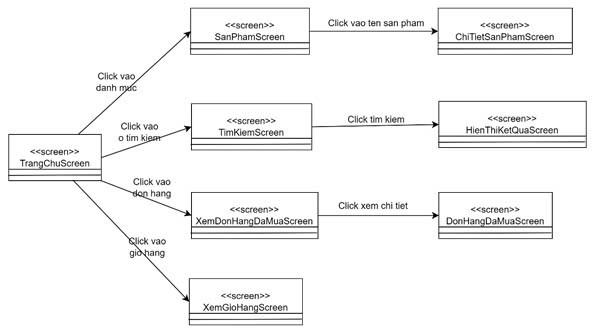 <<screen>>
SanPhamScreen
Click vao ten san pham
<<screen>>
ChiTietSanPhamScreen
Click vao
danh muc
<<screen>>
TimKiemScreen
Click tim kiem
<<screen>>
HienThiKetQuaScreen
Click vao
o tim kiem
<<screen>>
TrangChuScreen
Click vao
don hang
<<screen>>
XemDonHangDaMuaScreen
Click xem chi tiet
<<screen>>
DonHangDaMuaScreen
Click vao
gio hang
<<screen>>
XemGioHangScreen